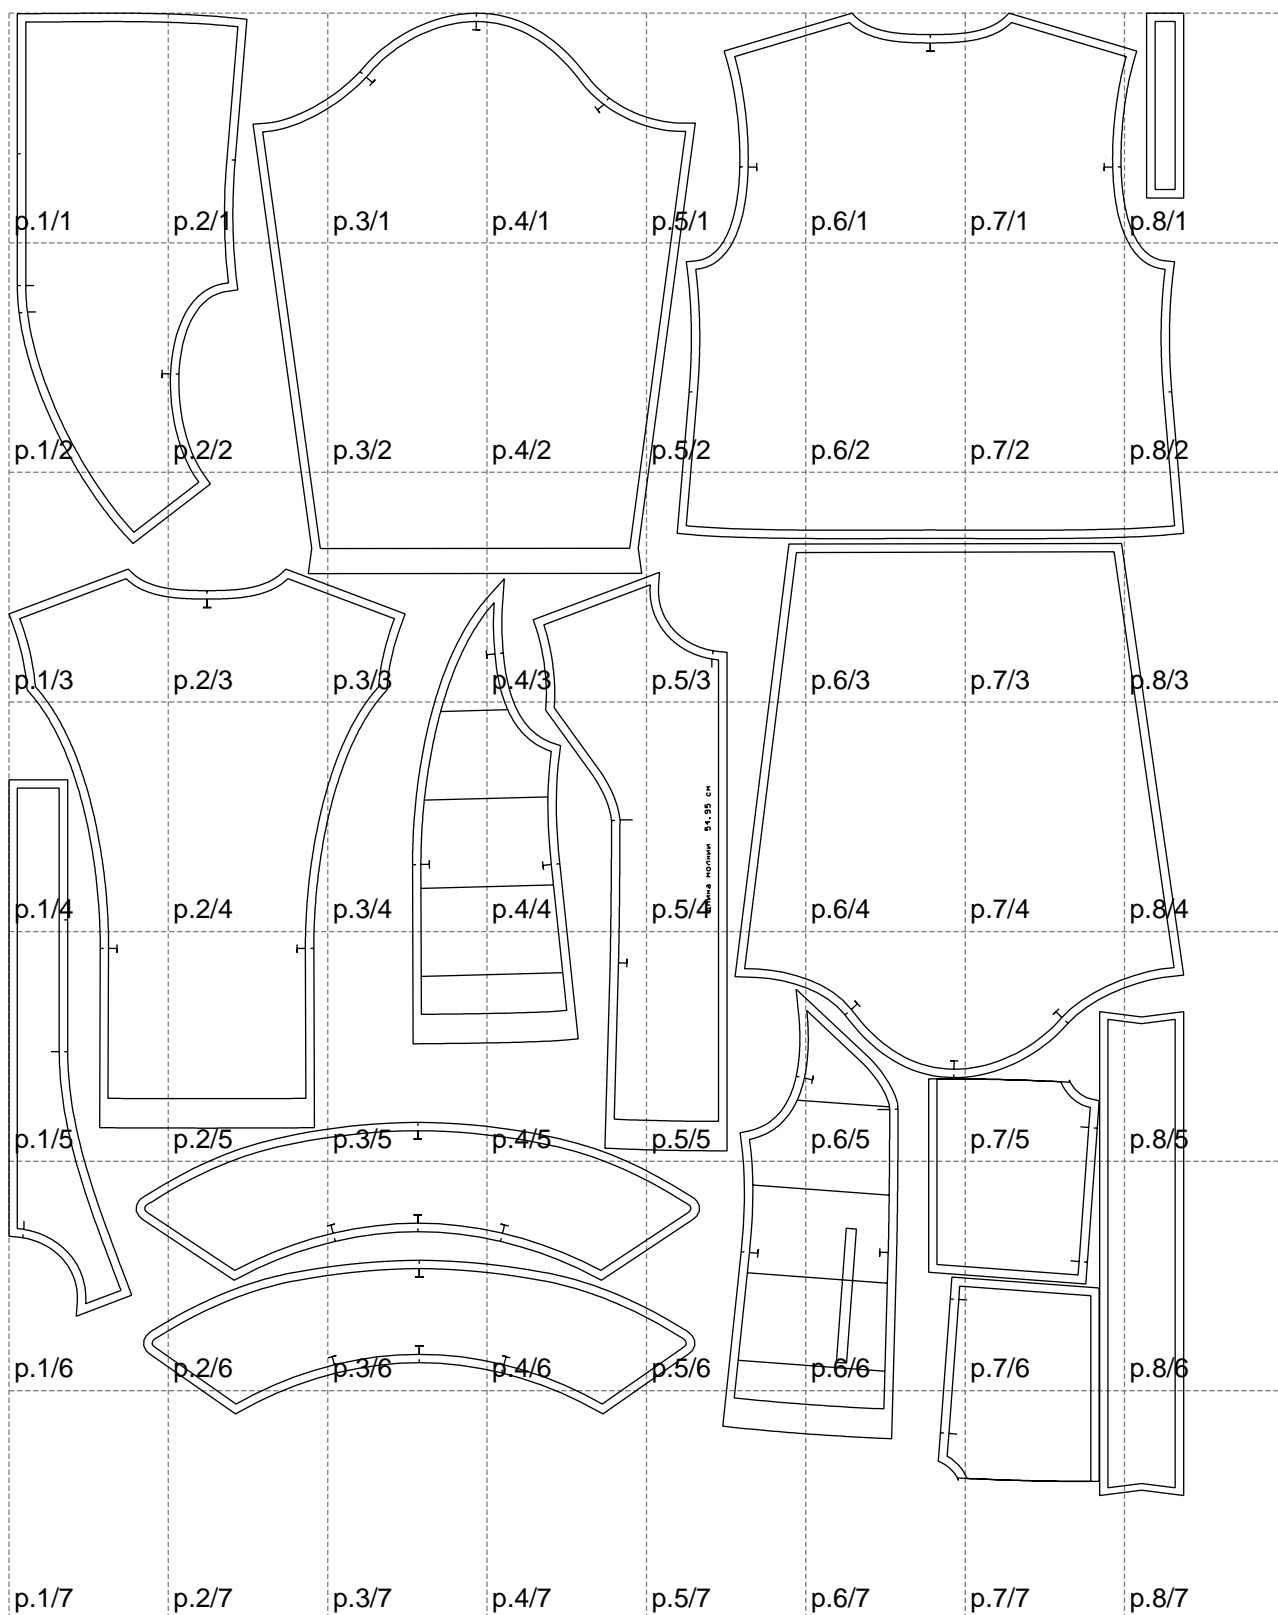 p.1/1 p.2/1 p.3/1 p.4/1 p.5/1 p.6/1 p.7/1 p.8/1
p.1/2 p.2/2 p.3/2 p.4/2 p.5/2 p.6/2 p.7/2 p.8/2
p.1/3 p.2/3 p.3/3 p.4/3 p.5/3 p.6/3 p.7/3 p.8/3
длина молнии 54.95 см
p.1/4 p.2/4 p.3/4 p.4/4 p.5/4 p.6/4 p.7/4 p.8/4
p.1/5 p.2/5 p.3/5 p.4/5 p.5/5 p.6/5 p.7/5 p.8/5
p.1/6 p.2/6 p.3/6 p.4/6 p.5/6 p.6/6 p.7/6 p.8/6
p.1/7 p.2/7 p.3/7 p.4/7 p.5/7 p.6/7 p.7/7 p.8/7